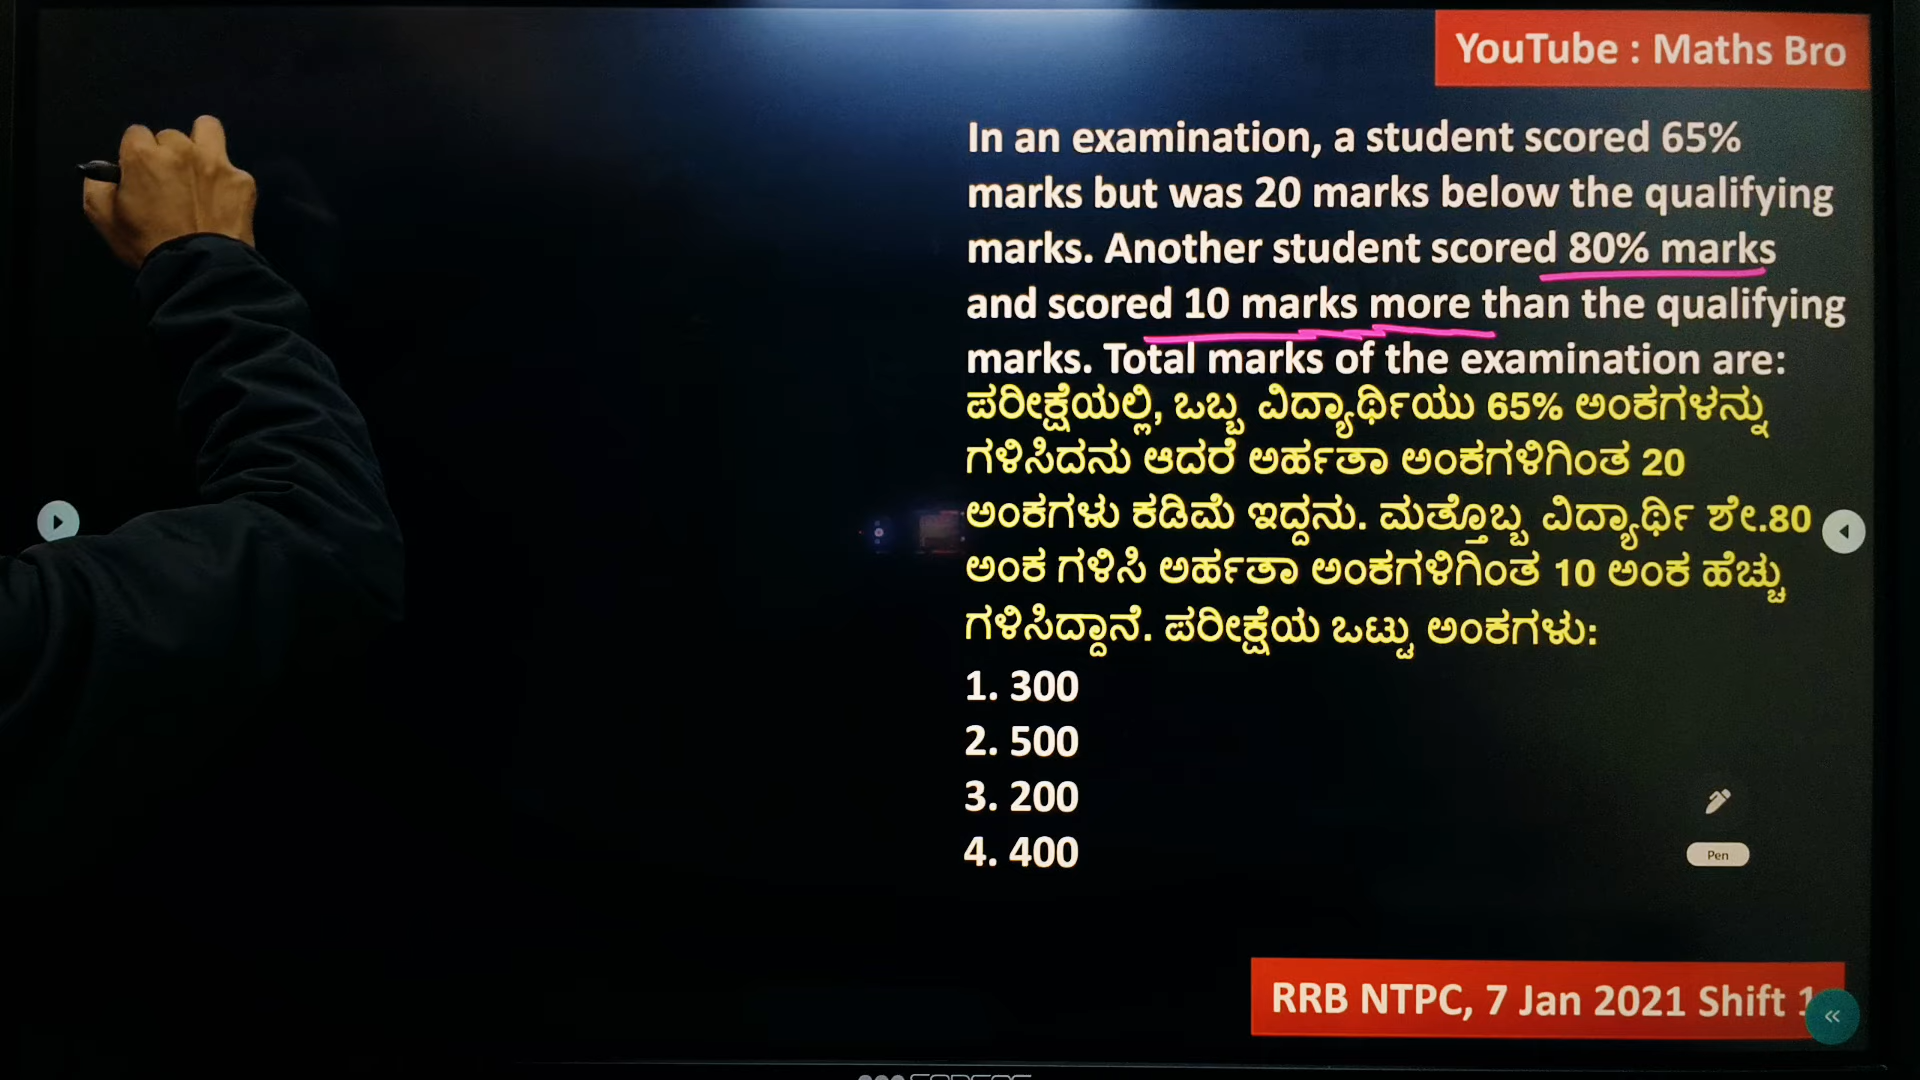 YouTube : Maths Bro
In an examination, a student scored 65%
marks but was 20 marks below the qualifying
marks. Another student scored 80% marks
and scored 10 marks more than the qualifying
marks. Total marks of the examination are:
ಪರೀಕ್ಷೆಯಲ್ಲಿ, ಒಬ್ಬ ವಿದ್ಯಾರ್ಥಿಯು 65% ಅಂಕಗಳನ್ನು
ಗಳಿಸಿದನು ಆದರೆ ಅರ್ಹತಾ ಅಂಕಗಳಿಗಿಂತ 20
ಅಂಕಗಳು ಕಡಿಮೆ ಇದ್ದನು. ಮತ್ತೊಬ್ಬ ವಿದ್ಯಾರ್ಥಿ ಶೇ.80
ಅಂಕ ಗಳಿಸಿ ಅರ್ಹತಾ ಅಂಕಗಳಿಗಿಂತ 10 ಅಂಕ ಹೆಚ್ಚು
ಗಳಿಸಿದ್ದಾನೆ. ಪರೀಕ್ಷೆಯ ಒಟ್ಟು ಅಂಕಗಳು:
1. 300
2. 500
3. 200
4. 400
Pen
RRB NTPC, 7 Jan 2021 Shift 1